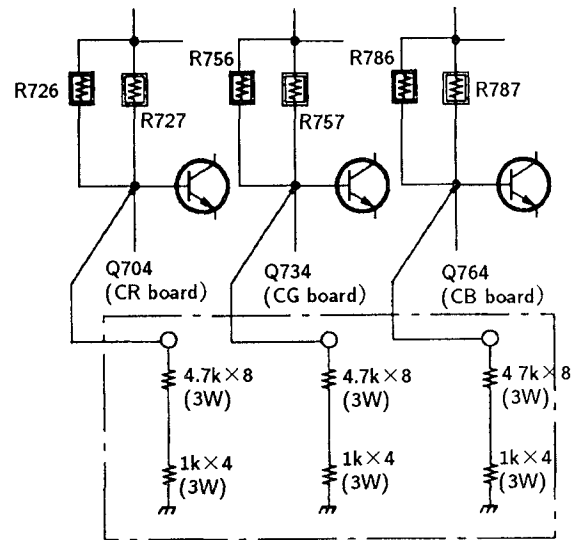 R726
R727
R756
R757
R786
R787
Q704
(CR board)
Q734
(CG board)
Q764
(CB board)
4.7k×8
(3W)
4.7k×8
(3W)
4 7k×8
(3W)
1k×4
(3W)
1k×4
(3W)
1k×4
(3W)